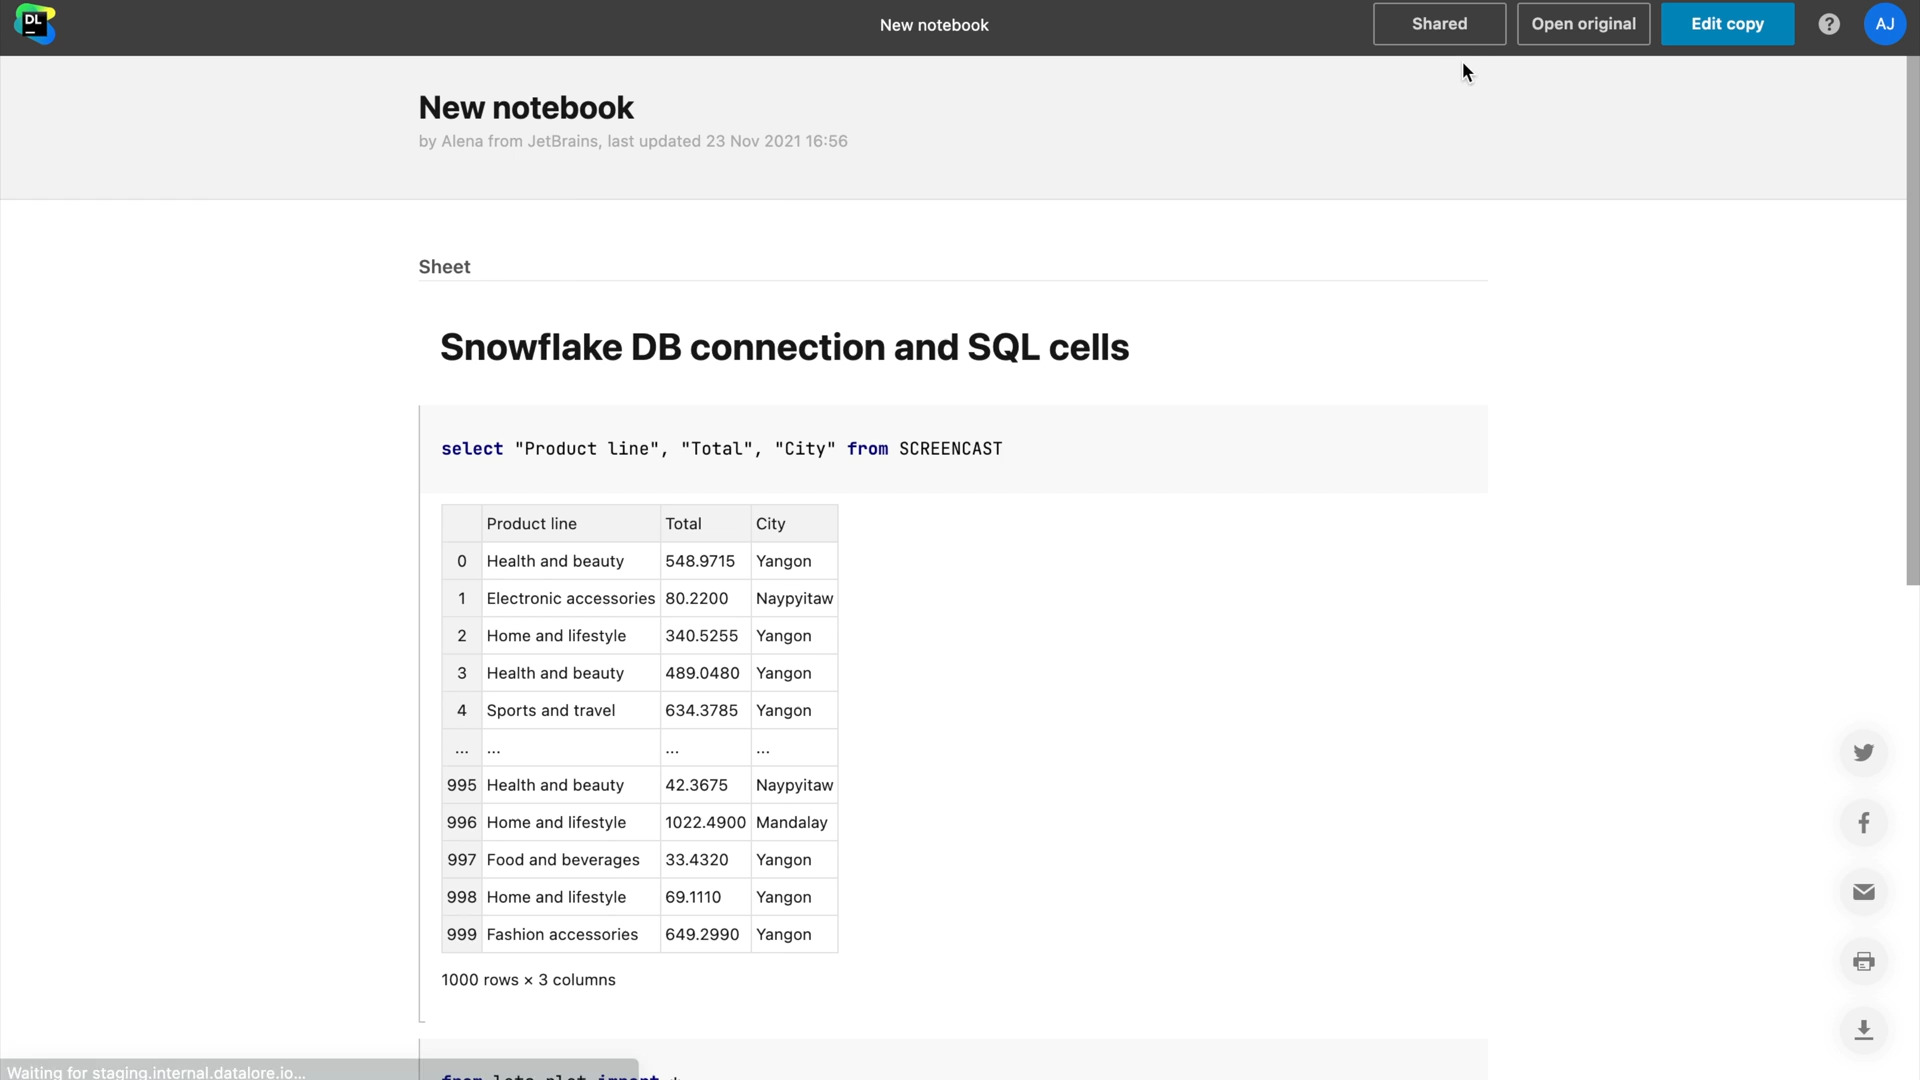 DL
New notebook
Shared
Open original
Edit copy
?
AJ
New notebook
by Alena from JetBrains, last updated 23 Nov 2021 16:56
Sheet
Snowflake DB connection and SQL cells
select "Product line", "Total", "City" from SCREENCAST
Product line Total City
0 Health and beauty 548.9715 Yangon
1 Electronic accessories 80.2200 Naypyitaw
2 Home and lifestyle 340.5255 Yangon
3 Health and beauty 489.0480 Yangon
4 Sports and travel 634.3785 Yangon
... ... ... ...
995 Health and beauty 42.3675 Naypyitaw
996 Home and lifestyle 1022.4900 Mandalay
997 Food and beverages 33.4320 Yangon
998 Home and lifestyle 69.1110 Yangon
999 Fashion accessories 649.2990 Yangon
1000 rows × 3 columns
Waiting for staging.internal.datalore.io...